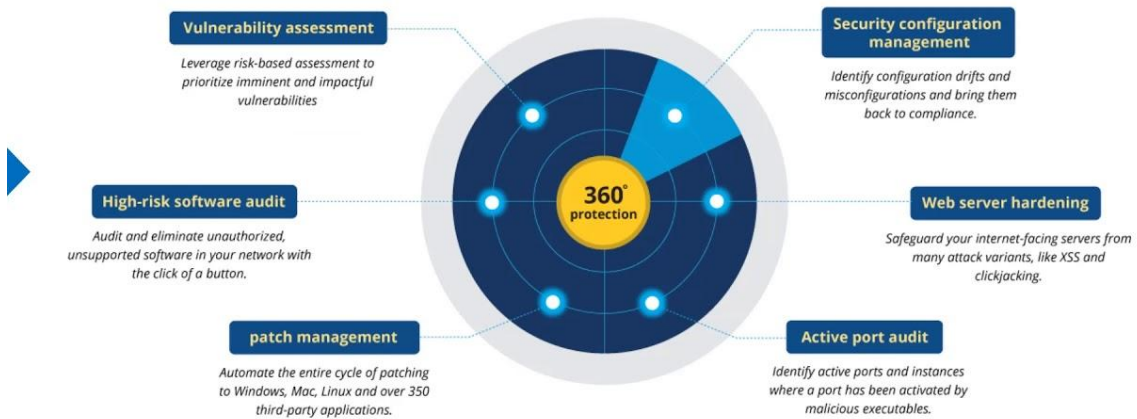 Vulnerability assessment
Leverage risk-based assessment to
prioritize imminent and impactful
vulnerabilities
Security configuration
management
Identify configuration drifts and
misconfigurations and bring them
back to compliance.
360°
protection
High-risk software audit
Audit and eliminate unauthorized,
unsupported software in your network with
the click of a button.
Web server hardening
Safeguard your internet-facing servers from
many attack variants, like XSS and
clickjacking.
patch management
Automate the entire cycle of patching
to Windows, Mac, Linux and over 350
third-party applications.
Active port audit
Identify active ports and instances
where a port has been activated by
malicious executables.